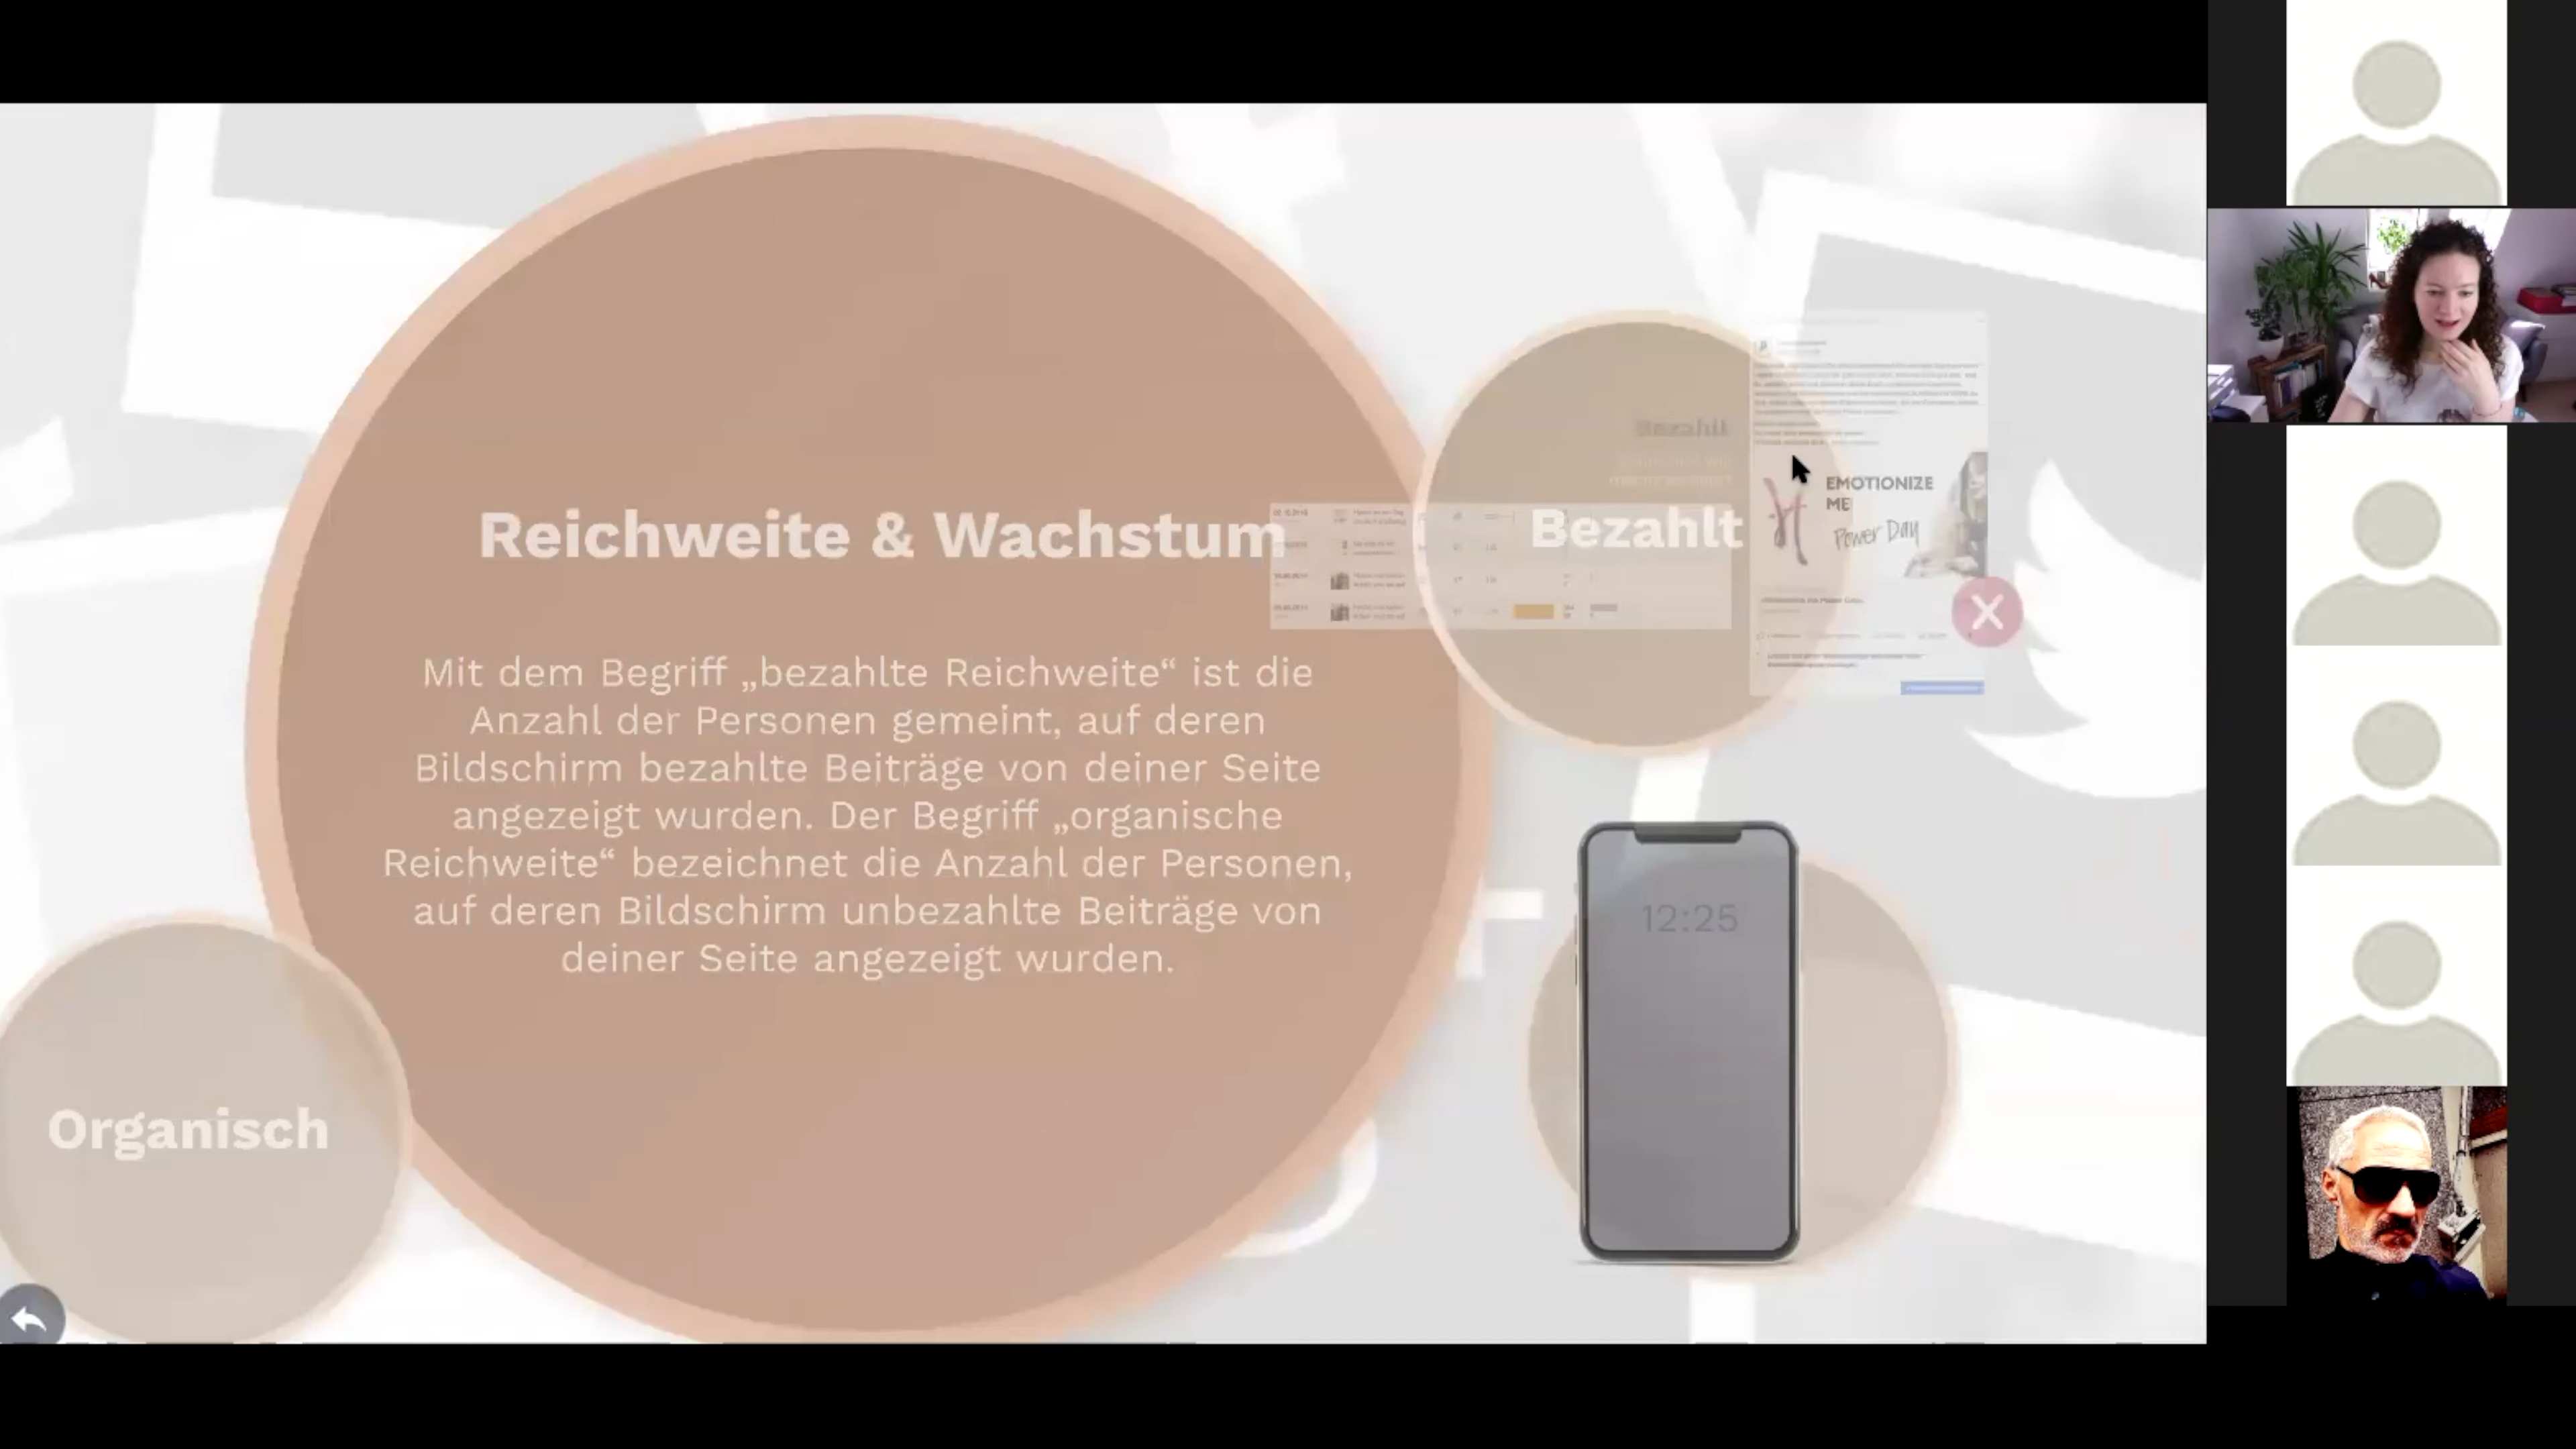 Reichweite & Wachstum
Mit dem Begriff „bezahlte Reichweite“ ist die
Anzahl der Personen gemeint, auf deren
Bildschirm bezahlte Beiträge von deiner Seite
angezeigt wurden. Der Begriff „organische
Reichweite“ bezeichnet die Anzahl der Personen,
auf deren Bildschirm unbezahlte Beiträge von
deiner Seite angezeigt wurden.
Organisch
Bezahlt
Bezahlt
EMOTIONIZE
ME
Power Day
12:25